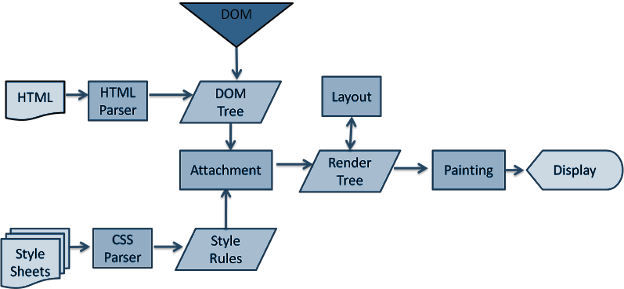 DOM
HTML
HTML
Parser
DOM
Tree
Layout
Attachment
Render
Tree
Painting
Display
Style
Sheets
CSS
Parser
Style
Rules